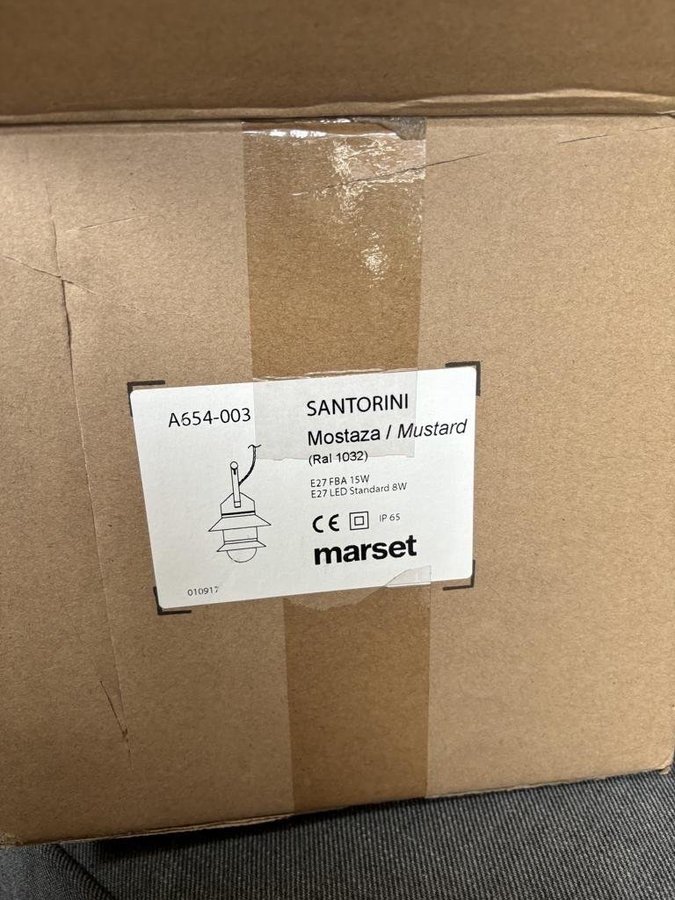 A654-003
SANTORINI
Mostaza / Mustard
(Ral 1032)
E27 FBA 15W
E27 LED Standard 8W
CE IP 65
marset
010917